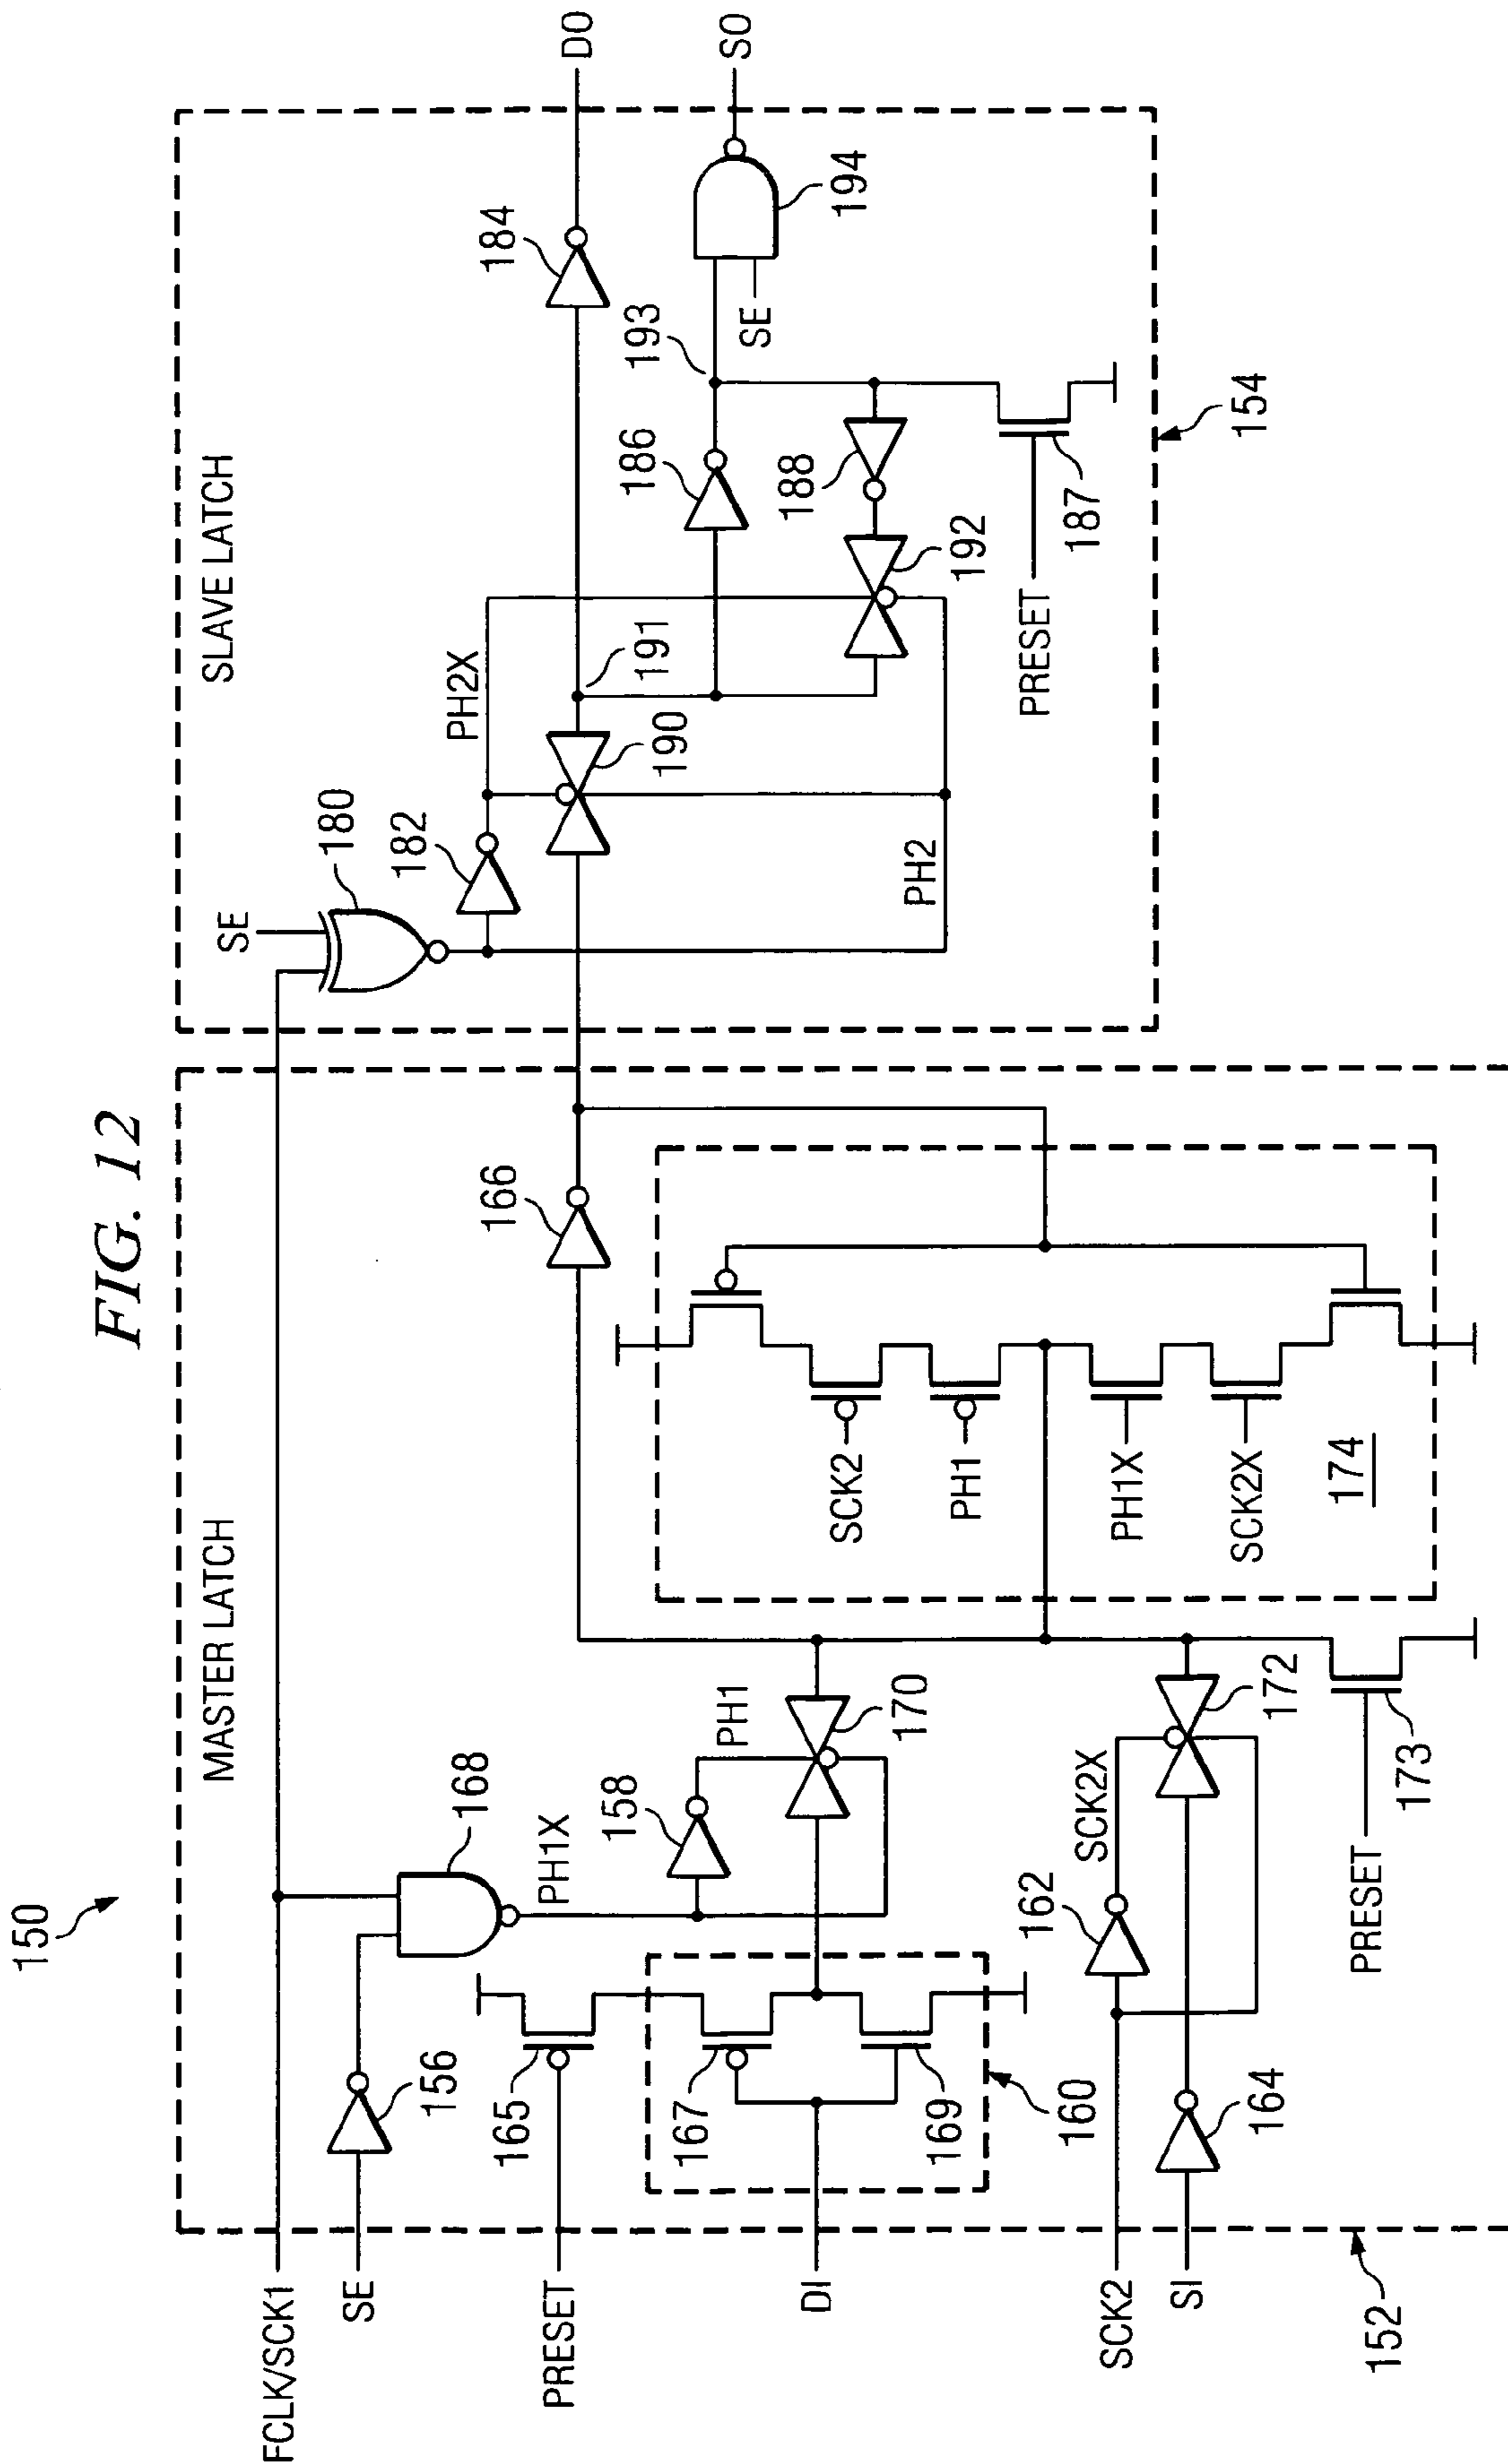 FIG. 12
150
MASTER LATCH
SLAVE LATCH
FCLK/SCK1
SE
156
168
PH1X
158
PH1
170
PRESET
165
167
169
160
DI
SCK2
162
SCK2X
SI
164
172
PRESET
173
152
166
SCK2
PH1
PH1X
SCK2X
174
SE
180
182
PH2X
190
191
PH2
184
DO
186
193
SE
194
SO
188
192
PRESET
187
154